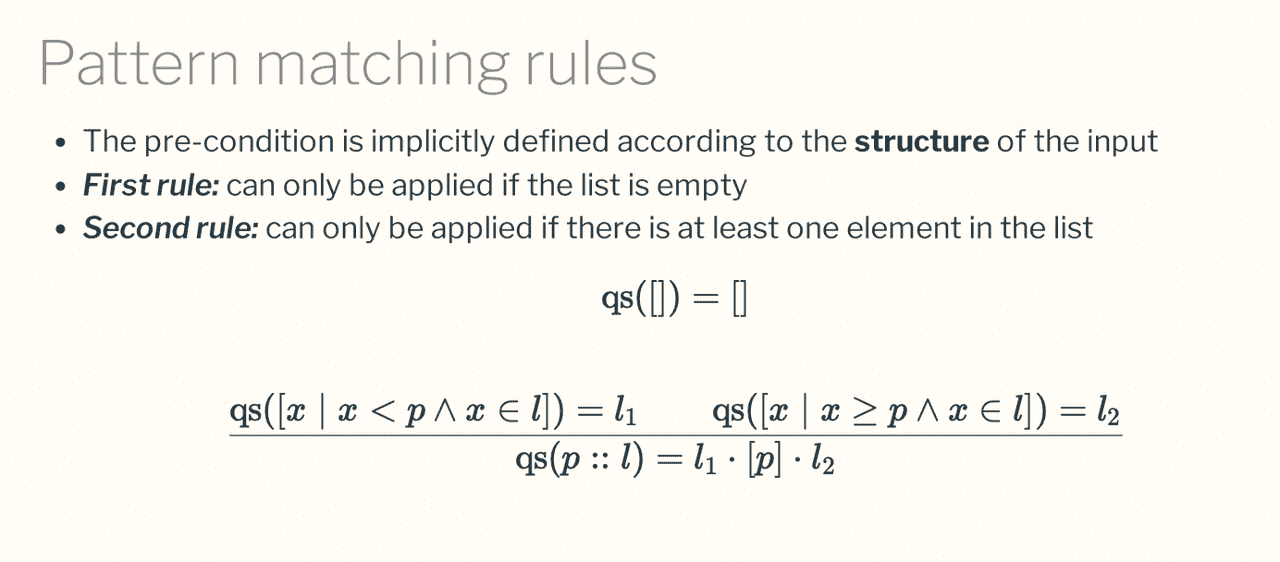 Pattern matching rules
• The pre-condition is implicitly defined according to the structure of the input
• First rule: can only be applied if the list is empty
• Second rule: can only be applied if there is at least one element in the list
qs([]) = []
qs([x | x < p ∧ x ∈ l]) = l₁ qs([x | x ≥ p ∧ x ∈ l]) = l₂
qs(p :: l) = l₁ · [p] · l₂